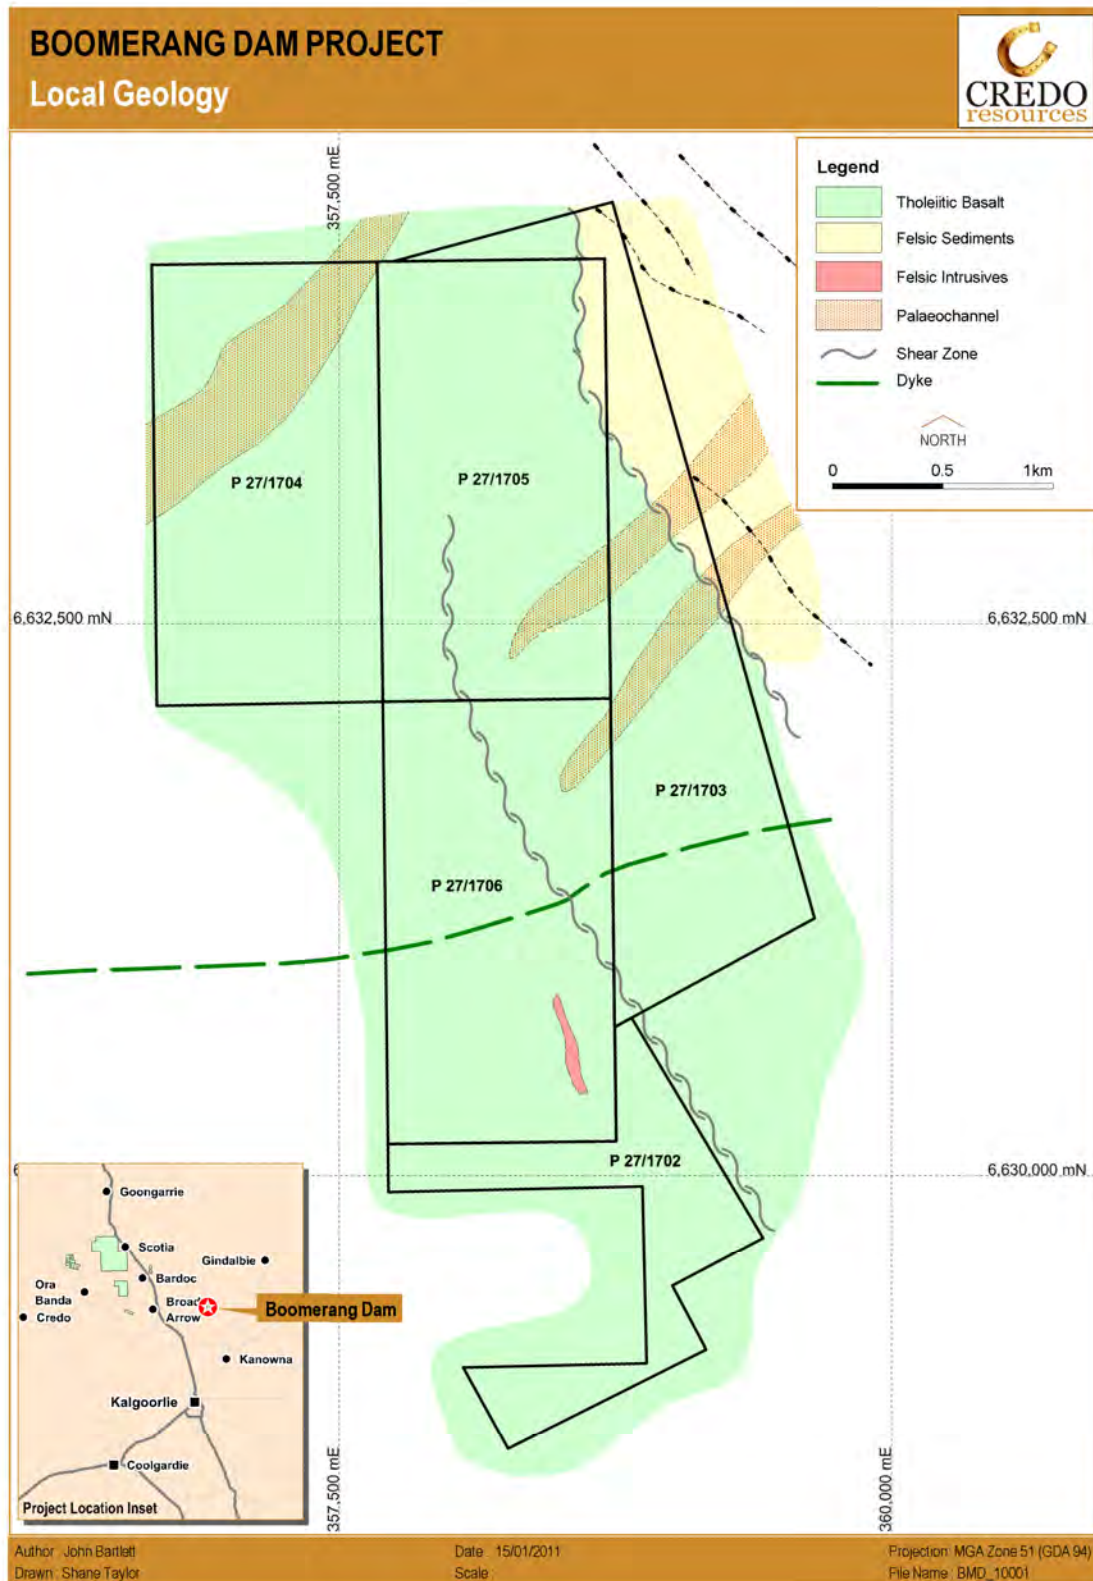 BOOMERANG DAM PROJECT
Local Geology
CREDO
resources
Legend
Tholeiitic Basalt
Felsic Sediments
Felsic Intrusives
Palaeochannel
Shear Zone
Dyke
NORTH
0 0.5 1km
357,500 mE
P 27/1704
P 27/1705
6,632,500 mN
6,632,500 mN
P 27/1703
P 27/1706
P 27/1702
6,630,000 mN
Goongarrie
Scotia
Gindalbie
Bardoc
Ora
Banda
Broad
Arrow
Credo
Boomerang Dam
Kanowna
Kalgoorlie
Coolgardie
Project Location Inset
357,500 mE
360,000 mE
Author: John Bartlett
Date: 15/01/2011
Projection: MGA Zone 51 (GDA 94)
Drawn: Shane Taylor
Scale
File Name: BMD_10001